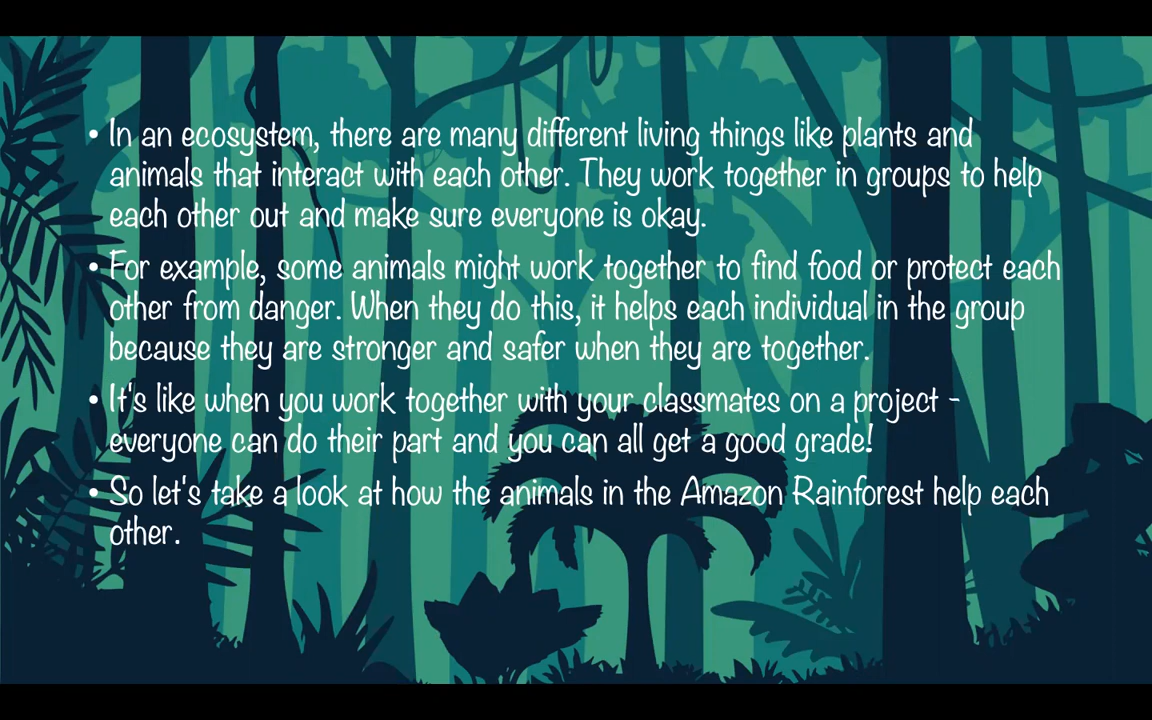 • In an ecosystem, there are many different living things like plants and
animals that interact with each other. They work together in groups to help
each other out and make sure everyone is okay.
• For example, some animals might work together to find food or protect each
other from danger. When they do this, it helps each individual in the group
because they are stronger and safer when they are together.
• It's like when you work together with your classmates on a project -
everyone can do their part and you can all get a good grade!
• So let's take a look at how the animals in the Amazon Rainforest help each
other.